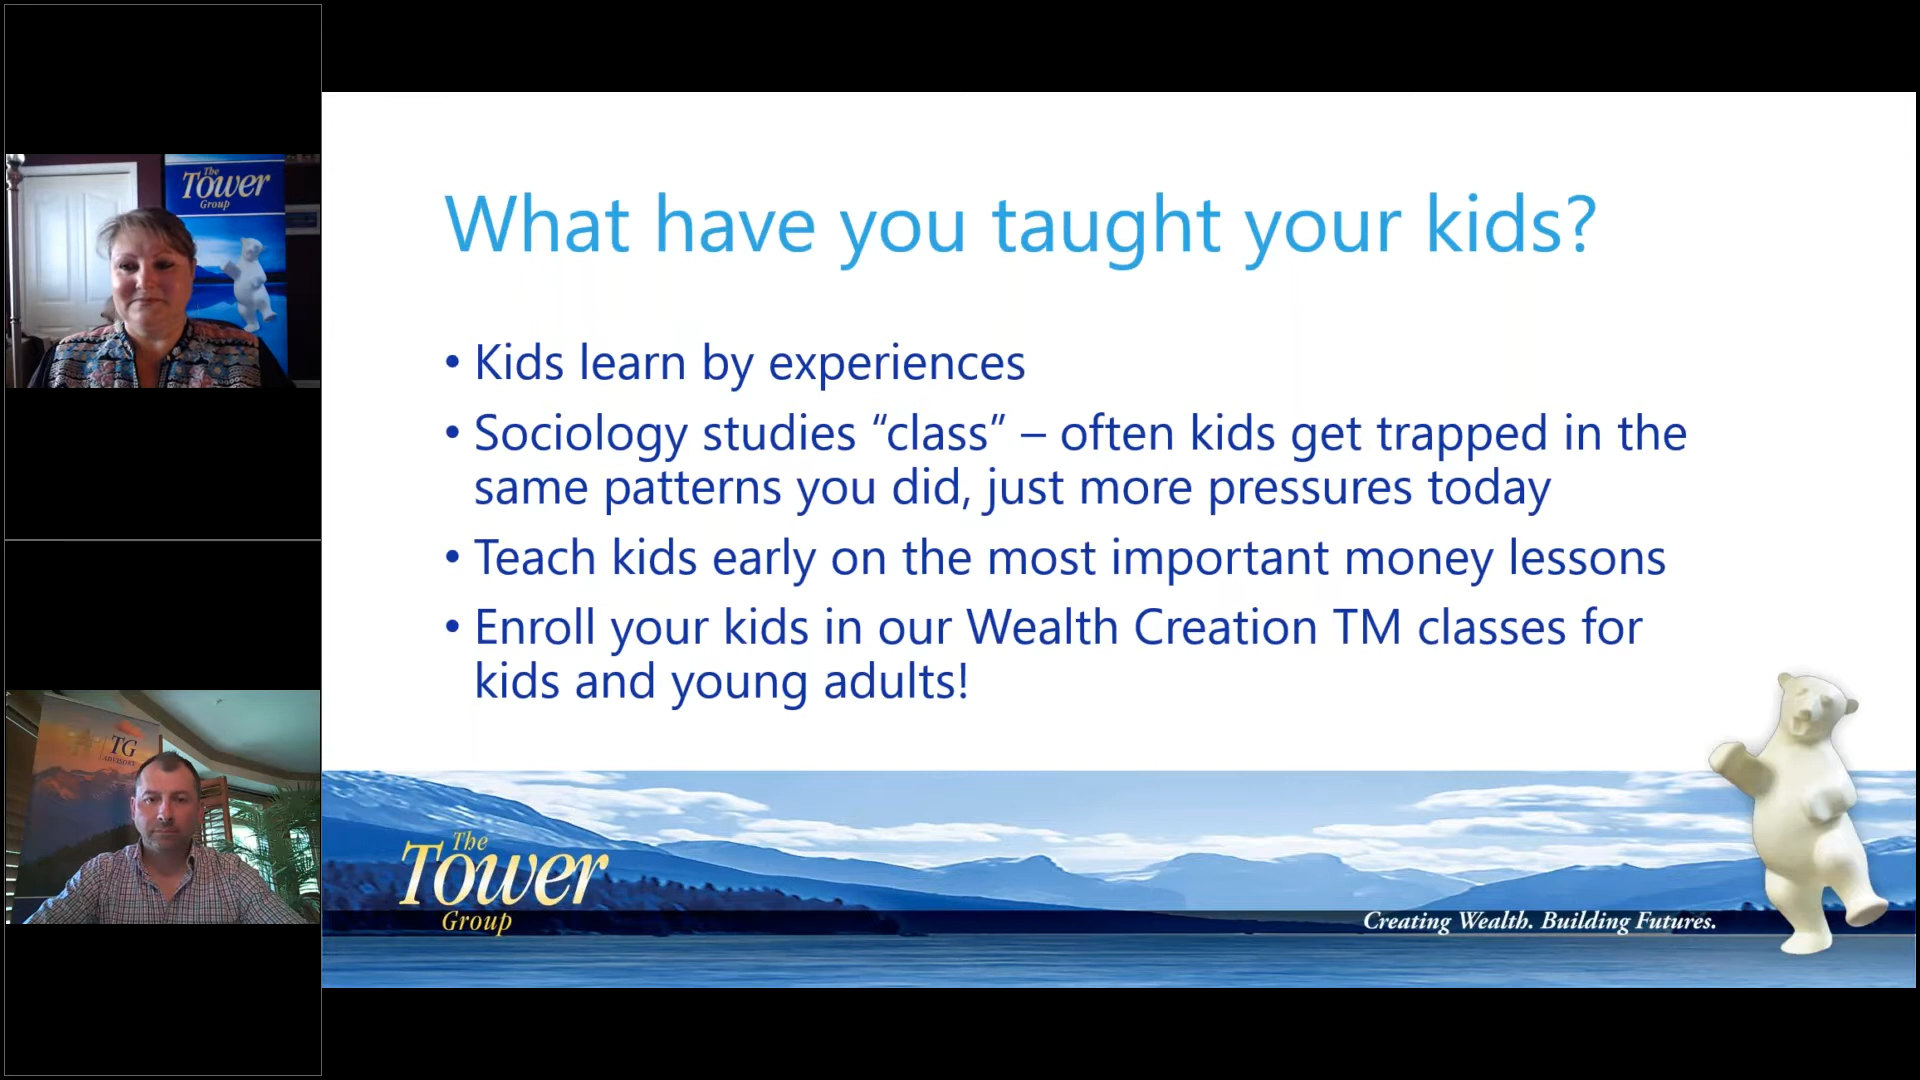 The
Tower
Group
TG
ADVISORY
What have you taught your kids?
• Kids learn by experiences
• Sociology studies “class” – often kids get trapped in the
same patterns you did, just more pressures today
• Teach kids early on the most important money lessons
• Enroll your kids in our Wealth Creation TM classes for
kids and young adults!
The
Tower
Group
Creating Wealth. Building Futures.